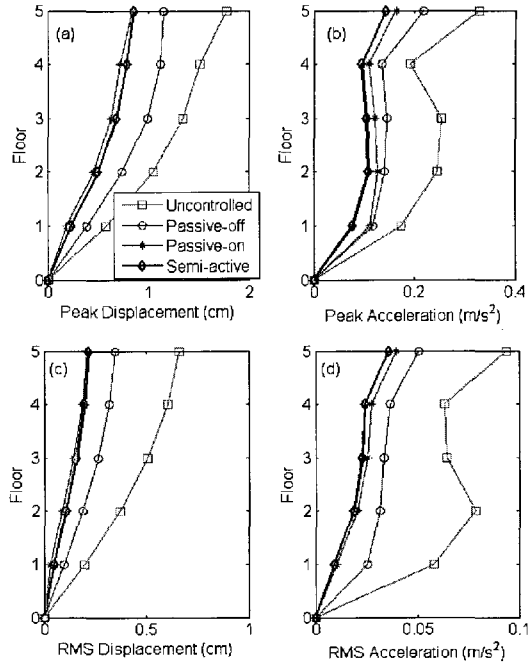 (a)
5
4
3
2
1
0
Floor
Uncontrolled
Passive-off
Passive-on
Semi-active
0
1
2
Peak Displacement (cm)
(b)
5
4
3
2
1
0
Floor
0
0.2
0.4
Peak Acceleration (m/s²)
(c)
5
4
3
2
1
0
Floor
0
0.5
1
RMS Displacement (cm)
(d)
5
4
3
2
1
0
Floor
0
0.05
0.1
RMS Acceleration (m/s²)